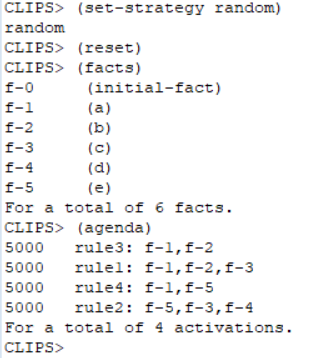 CLIPS> (set-strategy random)
random
CLIPS> (reset)
CLIPS> (facts)
f-0     (initial-fact)
f-1     (a)
f-2     (b)
f-3     (c)
f-4     (d)
f-5     (e)
For a total of 6 facts.
CLIPS> (agenda)
5000   rule3: f-1,f-2
5000   rule1: f-1,f-2,f-3
5000   rule4: f-1,f-5
5000   rule2: f-5,f-3,f-4
For a total of 4 activations.
CLIPS>